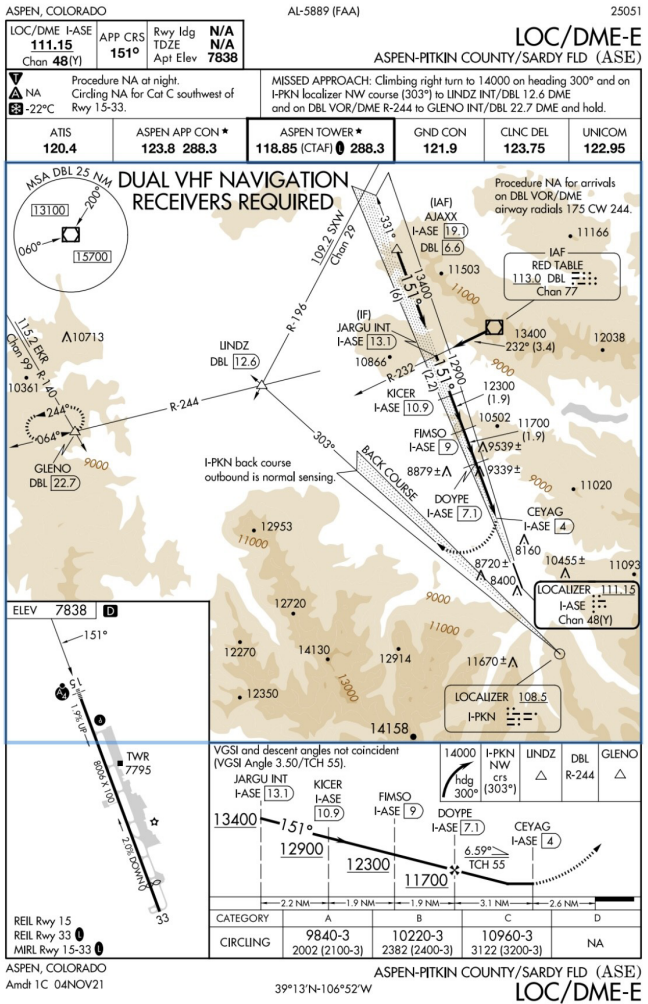 ASPEN, COLORADO AL-5889 (FAA) 25051
LOC/DME I-ASE
111.15
Chan 48(Y)
APP CRS
151°
Rwy ldg N/A
TDZE N/A
Apt Elev 7838
LOC/DME-E
ASPEN-PITKIN COUNTY/SARDY FLD (ASE)
T
A NA
-22°C
Procedure NA at night.
Circling NA for Cat C southwest of
Rwy 15-33.
MISSED APPROACH: Climbing right turn to 14000 on heading 300° and on
I-PKN localizer NW course (303°) to LINDZ INT/DBL 12.6 DME
and on DBL VOR/DME R-244 to GLENO INT/DBL 22.7 DME and hold.
ATIS
120.4
ASPEN APP CON ★
123.8 288.3
ASPEN TOWER ★
118.85 (CTAF) L 288.3
GND CON
121.9
CLNC DEL
123.75
UNICOM
122.95
MSA DBL 25 NM
13100
200°
060°
15700
DUAL VHF NAVIGATION
RECEIVERS REQUIRED
Procedure NA for arrivals
on DBL VOR/DME
airway radials 175 CW 244.
109.2 SXW
Chan 29
R-196
331°
(IAF)
AJAXX
I-ASE 19.1
DBL 6.6
11166
11503
11000
IAF
RED TABLE
113.0 DBL
Chan 77
151°
13400
(6)
(IF)
JARGU INT
I-ASE 13.1
10866
R-232
13400
232° (3.4)
12038
9000
115.2 EKR
Chan 99
R-140
10713
10361
LINDZ
DBL 12.6
R-244
244°
064°
GLENO
DBL 22.7
9000
12900
(2.2)
151°
KICER
I-ASE 10.9
12300
(1.9)
10502
11700
(1.9)
FIMSO
I-ASE 9
9539±
8879±
9339±
9000
303°
I-PKN back course
outbound is normal sensing.
BACK COURSE
DOYPE
I-ASE 7.1
11020
CEYAG
I-ASE 4
8160
12953
11000
8720±
8400
10455±
11093
LOCALIZER 111.15
I-ASE
Chan 48(Y)
9000
11000
12720
12270
14130
12914
12350
13000
11670±
LOCALIZER 108.5
I-PKN
14158
ELEV 7838 D
151°
15
A4
1.9% UP
8006 X 100
TWR
7795
2.0% DOWN
33
REIL Rwy 15
REIL Rwy 33 L
MIRL Rwy 15-33 L
VGSI and descent angles not coincident
(VGSI Angle 3.50/TCH 55).
14000
hdg
300°
I-PKN
NW
crs
(303°)
LINDZ
DBL
R-244
GLENO
JARGU INT
I-ASE 13.1
KICER
I-ASE
10.9
FIMSO
I-ASE 9
DOYPE
I-ASE 7.1
CEYAG
I-ASE 4
13400
151°
12900
12300
11700
6.59°
TCH 55
2.2 NM 1.9 NM 1.9 NM 3.1 NM 2.6 NM
CATEGORY A B C D
CIRCLING
9840-3
2002 (2100-3)
10220-3
2382 (2400-3)
10960-3
3122 (3200-3)
NA
ASPEN, COLORADO
Amdt 1C 04NOV21
39°13'N-106°52'W
ASPEN-PITKIN COUNTY/SARDY FLD (ASE)
LOC/DME-E